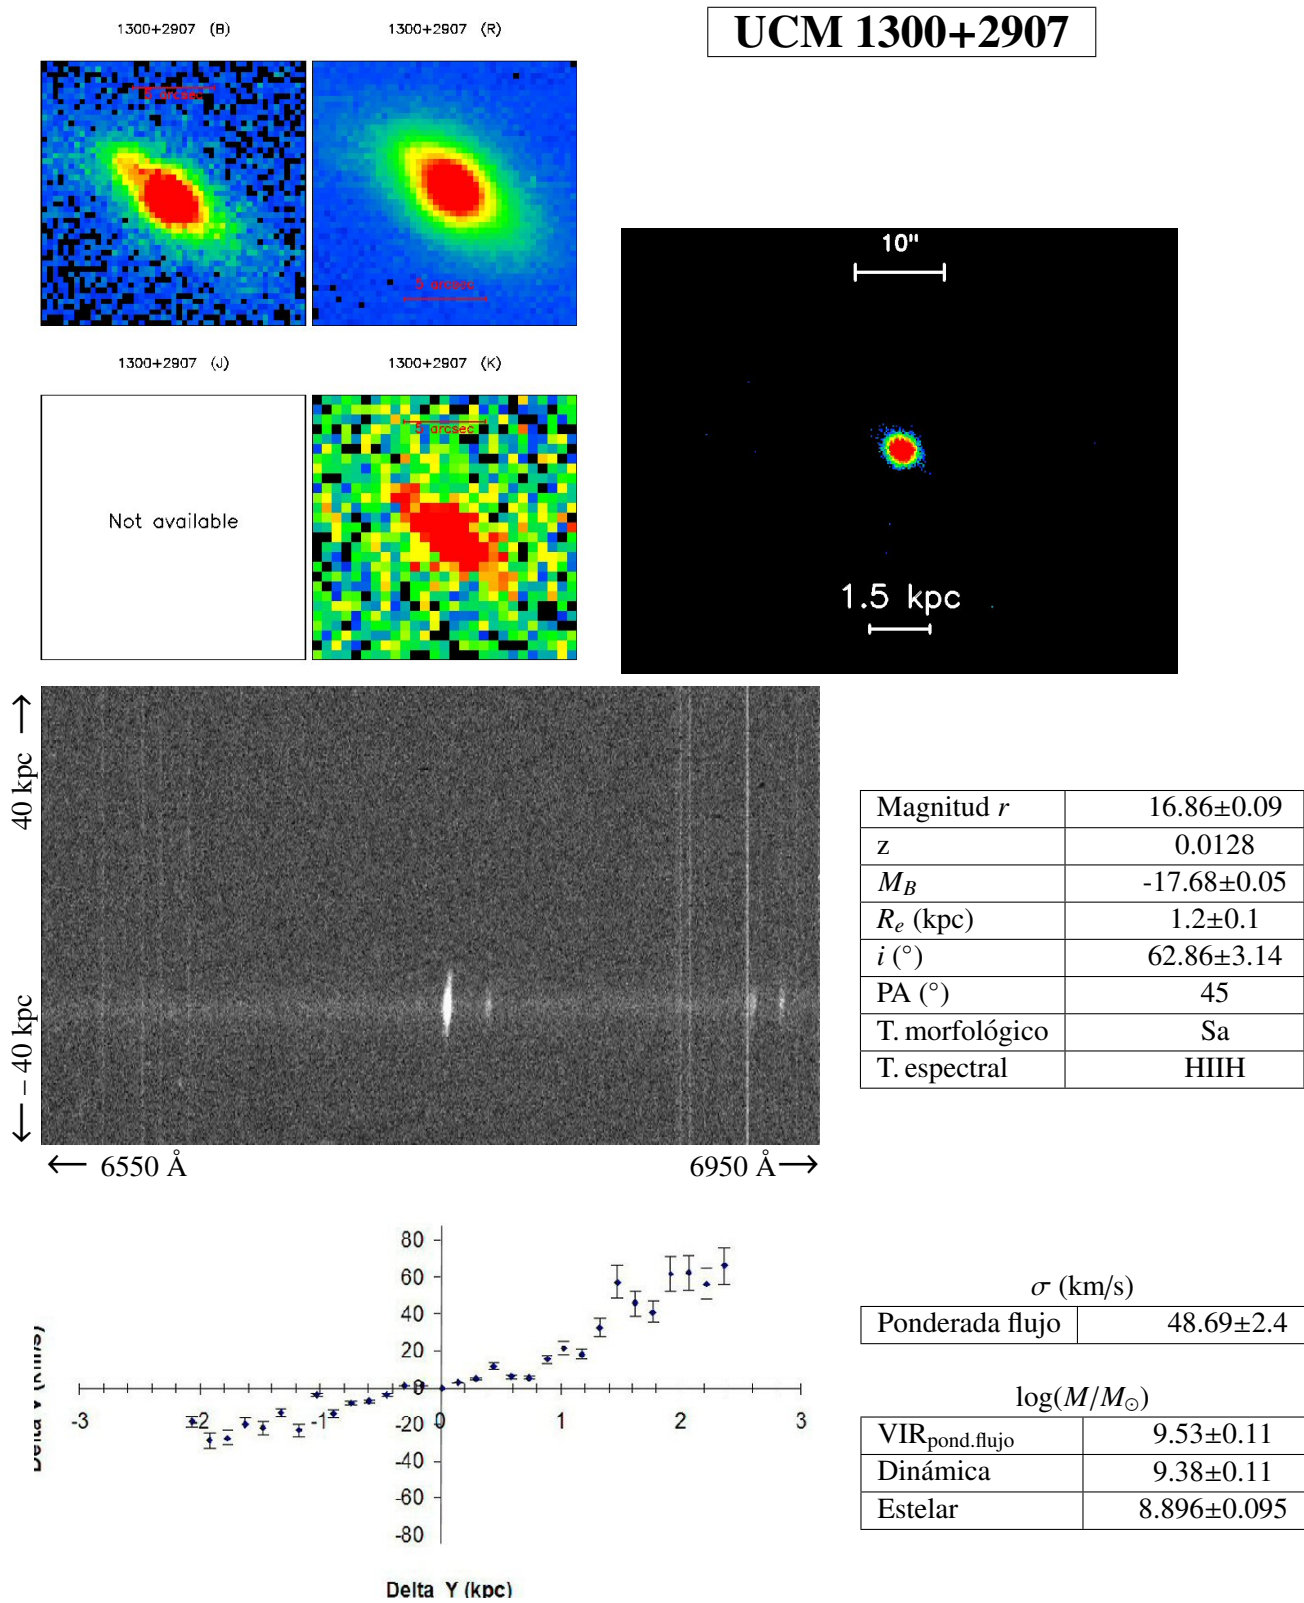 UCM 1300+2907
1300+2907 (B)
1300+2907 (R)
5 arcsec
5 arcsec
1300+2907 (J)
1300+2907 (K)
Not available
5 arcsec
10"
1.5 kpc
← − 40 kpc 40 kpc →
← 6550 Å 6950 Å →
Magnitud r 16.86±0.09
z 0.0128
M_B -17.68±0.05
R_e (kpc) 1.2±0.1
i (°) 62.86±3.14
PA (°) 45
T. morfológico Sa
T. espectral HIIH
80
60
40
20
0
-3 -2 -1 0 1 2 3
-20
-40
-60
-80
Delta V (km/s)
Delta Y (kpc)
σ (km/s)
Ponderada flujo 48.69±2.4
log(M/M⊙)
VIR_pond.flujo 9.53±0.11
Dinámica 9.38±0.11
Estelar 8.896±0.095